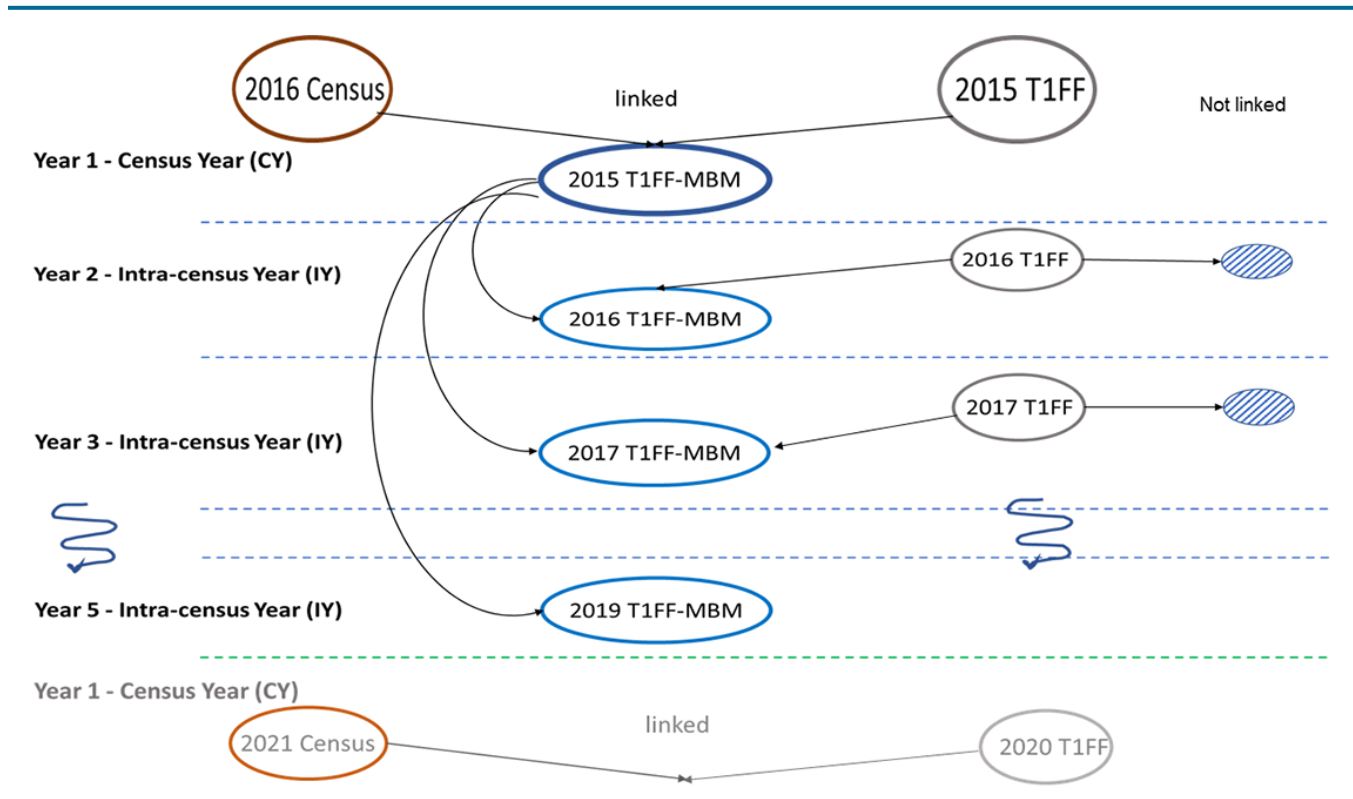 2016 Census
linked
2015 T1FF
Not linked
Year 1 - Census Year (CY)
2015 T1FF-MBM
Year 2 - Intra-census Year (IY)
2016 T1FF
2016 T1FF-MBM
2017 T1FF
Year 3 - Intra-census Year (IY)
2017 T1FF-MBM
Year 5 - Intra-census Year (IY)
2019 T1FF-MBM
Year 1 - Census Year (CY)
2021 Census
linked
2020 T1FF